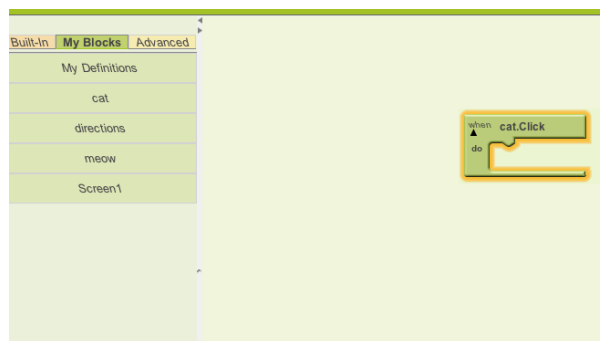 Built-In My Blocks Advanced
My Definitions
cat
directions
meow
Screen1
when cat.Click
do